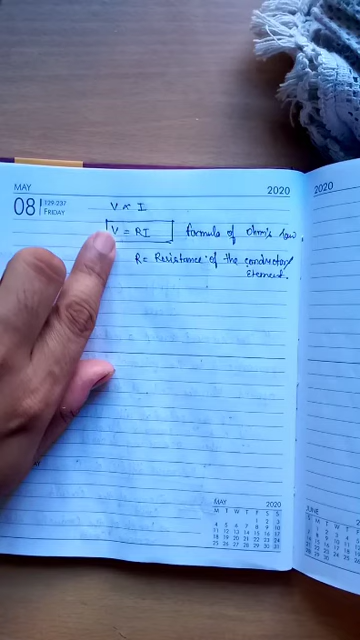 MAY 2020
08 129-237
FRIDAY
V ∝ I
V = RI formula of Ohm's law
R = Resistance of the conductor/
Element.
MAY 2020
M T W T F S S
1 2 3
4 5 6 7 8 9 10
11 12 13 14 15 16 17
18 19 20 21 22 23 24
25 26 27 28 29 30 31
2020
JUNE
M T W T